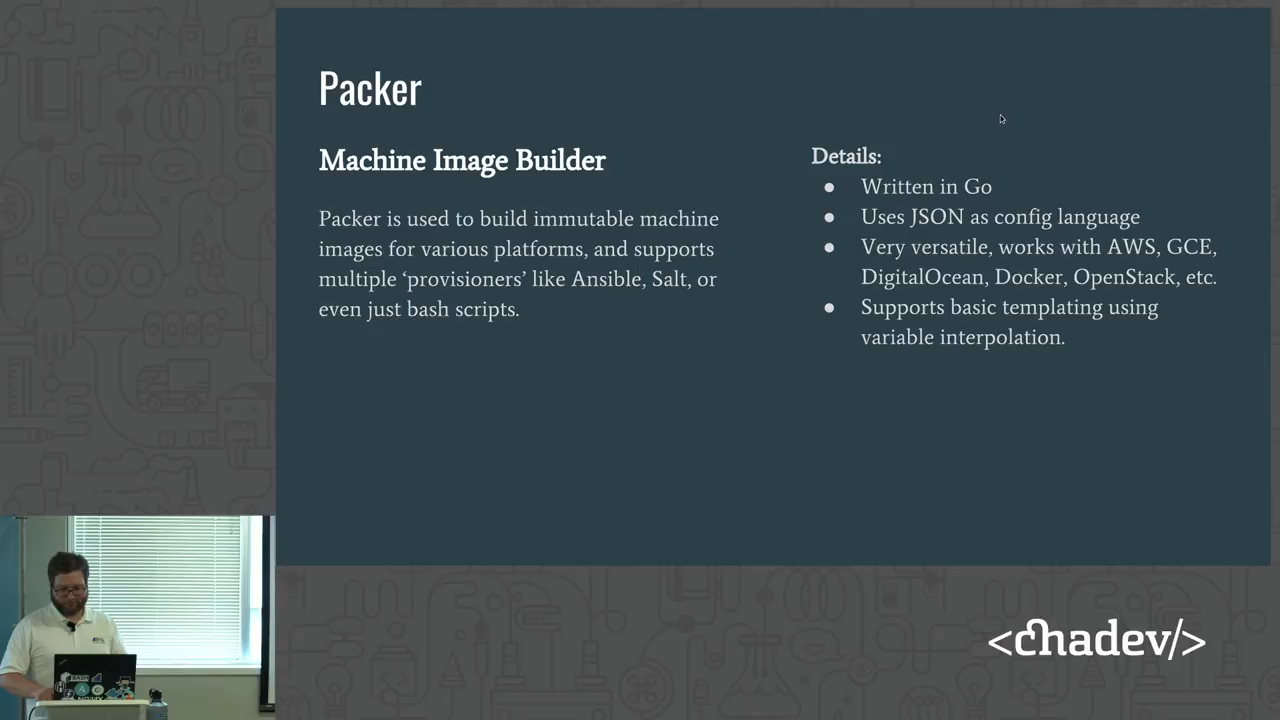 Packer
Machine Image Builder
Packer is used to build immutable machine
images for various platforms, and supports
multiple ‘provisioners’ like Ansible, Salt, or
even just bash scripts.
Details:
● Written in Go
● Uses JSON as config language
● Very versatile, works with AWS, GCE,
DigitalOcean, Docker, OpenStack, etc.
● Supports basic templating using
variable interpolation.
<chadev/>
BASH
NGINX